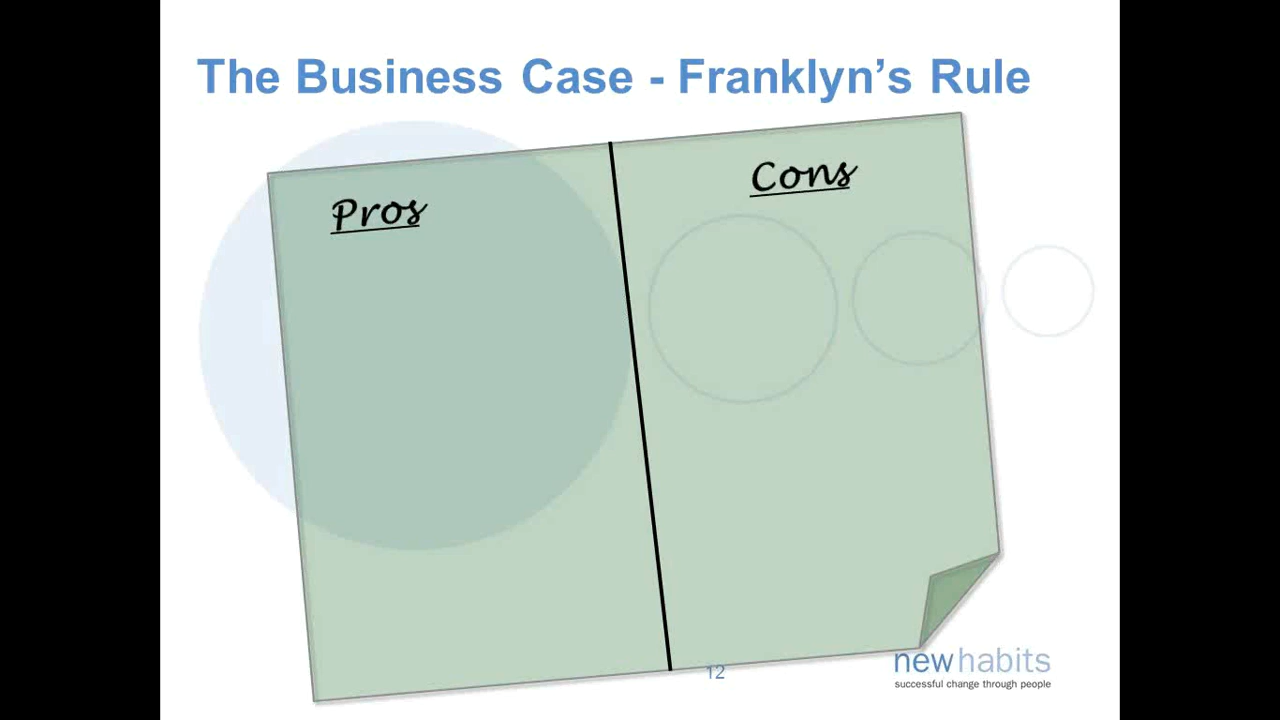 The Business Case - Franklyn’s Rule
Pros
Cons
12
newhabits
successful change through people